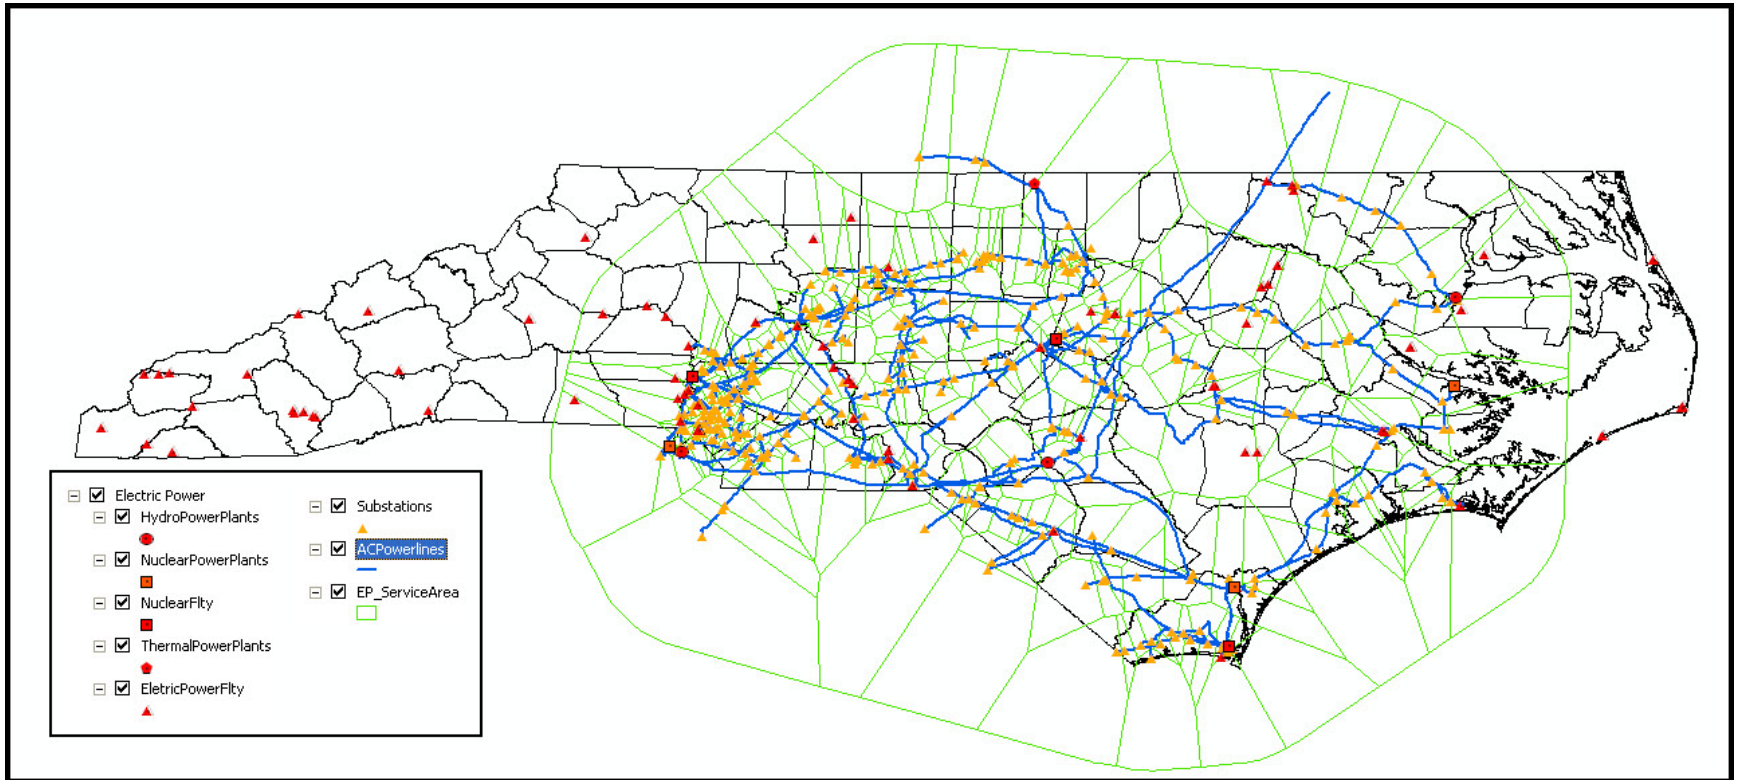 Electric Power
HydroPowerPlants
NuclearPowerPlants
NuclearFlty
ThermalPowerPlants
EletricPowerFlty
Substations
ACPowerlines
EP_ServiceArea